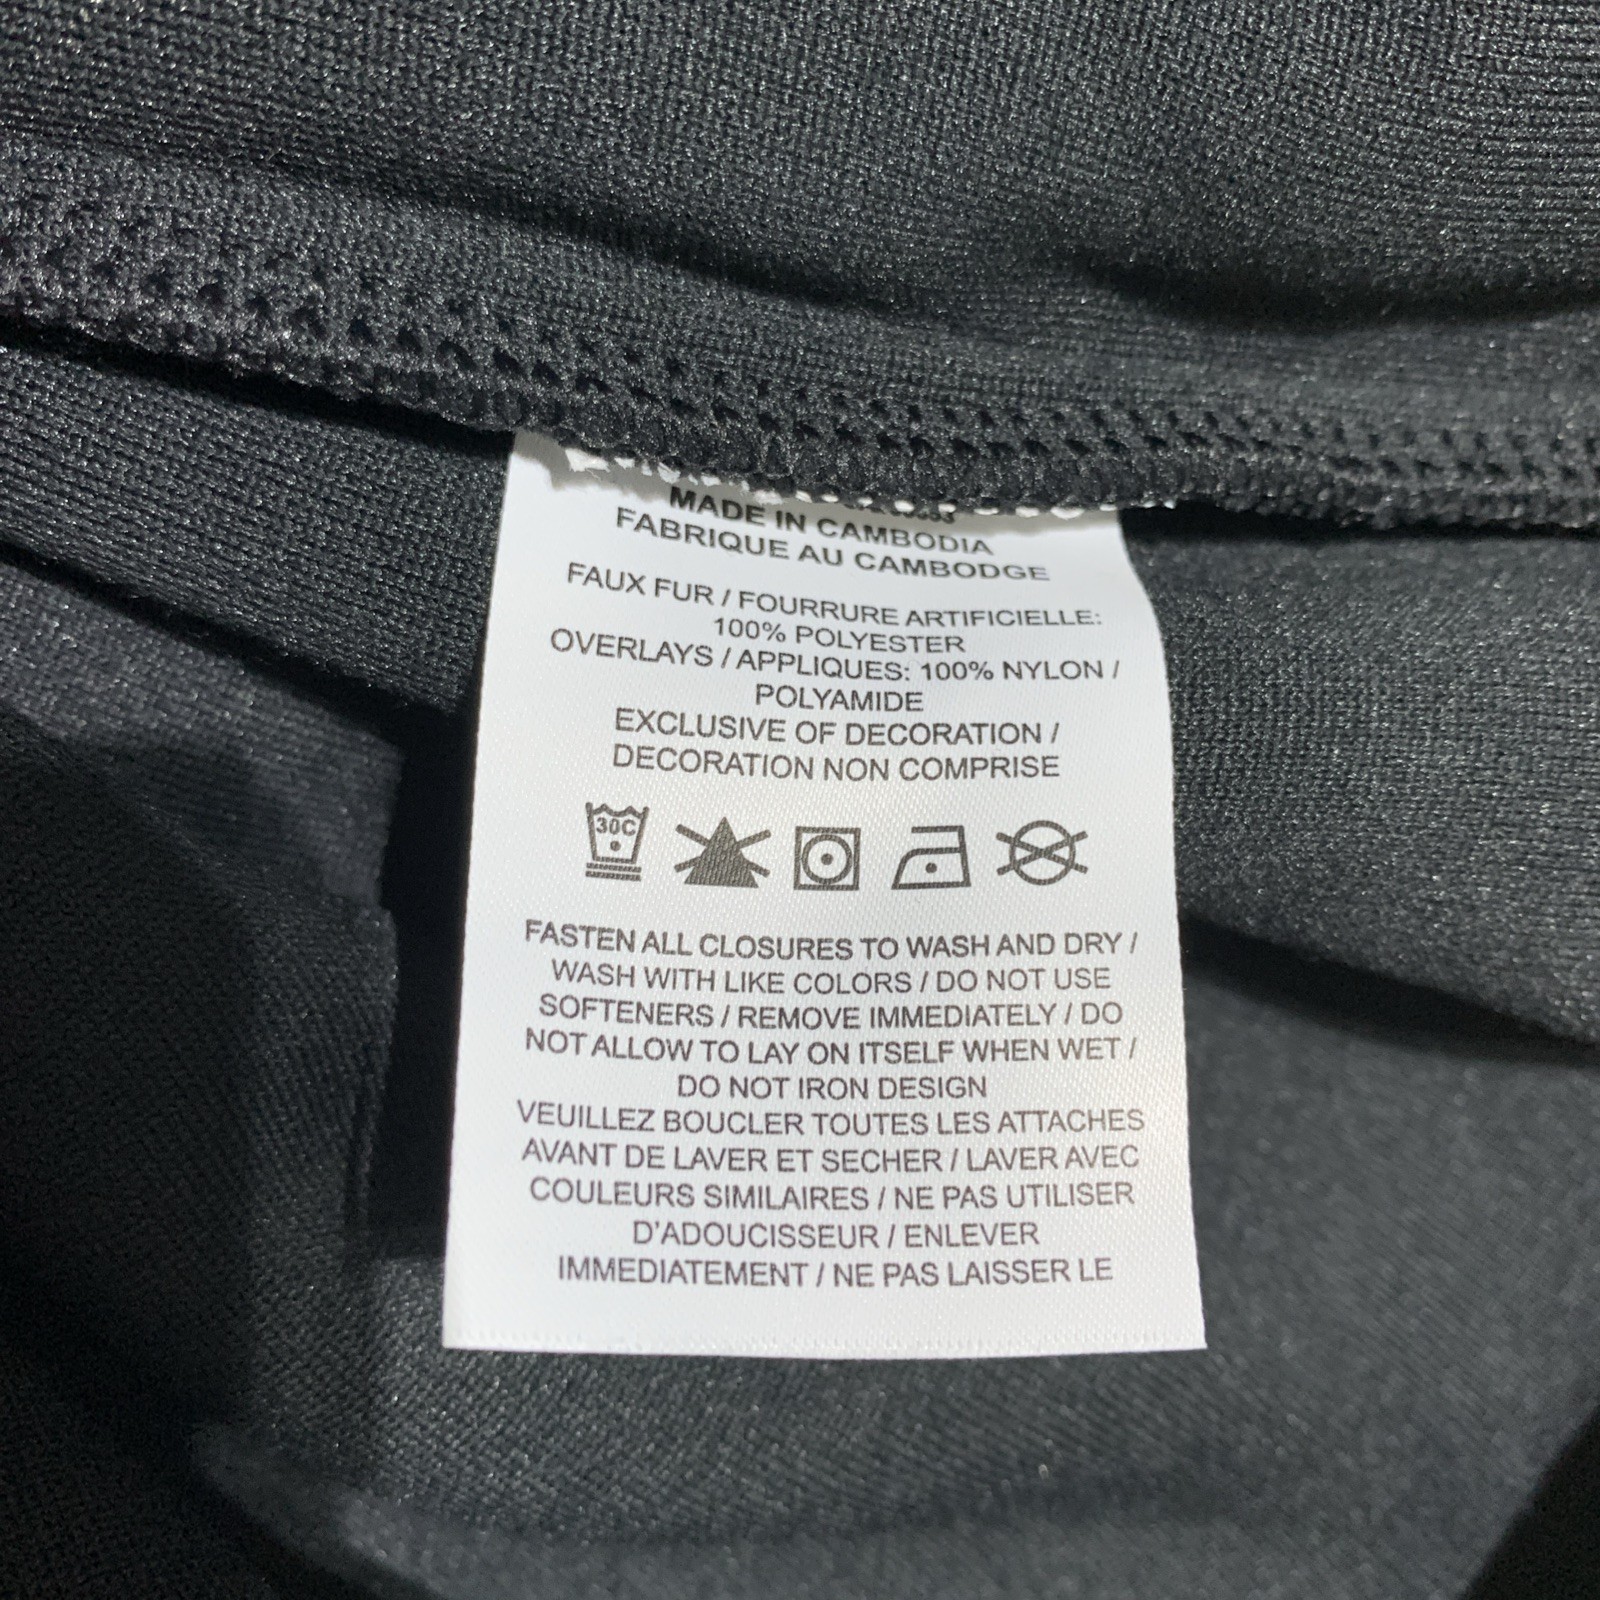 MADE IN CAMBODIA
FABRIQUE AU CAMBODGE
FAUX FUR / FOURRURE ARTIFICIELLE:
100% POLYESTER
OVERLAYS / APPLIQUES: 100% NYLON /
POLYAMIDE
EXCLUSIVE OF DECORATION /
DECORATION NON COMPRISE
30C
FASTEN ALL CLOSURES TO WASH AND DRY /
WASH WITH LIKE COLORS / DO NOT USE
SOFTENERS / REMOVE IMMEDIATELY / DO
NOT ALLOW TO LAY ON ITSELF WHEN WET /
DO NOT IRON DESIGN
VEUILLEZ BOUCLER TOUTES LES ATTACHES
AVANT DE LAVER ET SECHER / LAVER AVEC
COULEURS SIMILAIRES / NE PAS UTILISER
D'ADOUCISSEUR / ENLEVER
IMMEDIATEMENT / NE PAS LAISSER LE